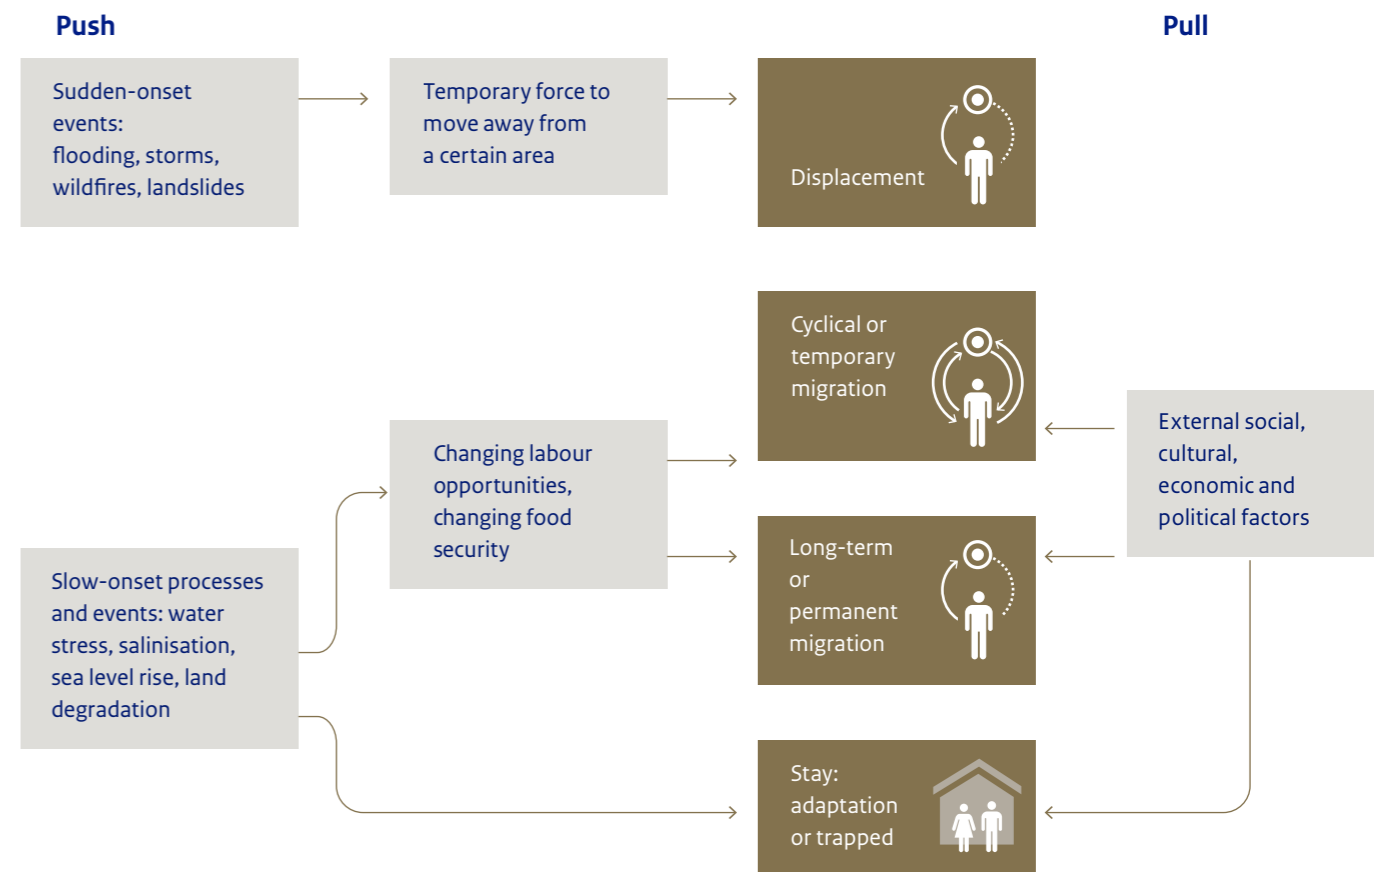 Push
Pull
Sudden-onset
events:
flooding, storms,
wildfires, landslides
Temporary force to
move away from
a certain area
Displacement
Cyclical or
temporary
migration
Changing labour
opportunities,
changing food
security
External social,
cultural,
economic and
political factors
Long-term
or
permanent
migration
Slow-onset processes
and events: water
stress, salinisation,
sea level rise, land
degradation
Stay:
adaptation
or trapped